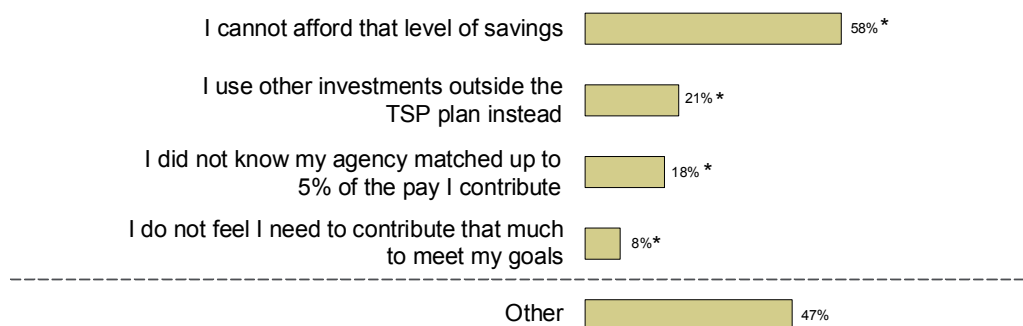 I cannot afford that level of savings 58% *
I use other investments outside the
TSP plan instead 21% *
I did not know my agency matched up to
5% of the pay I contribute 18% *
I do not feel I need to contribute that much
to meet my goals 8% *
Other 47%